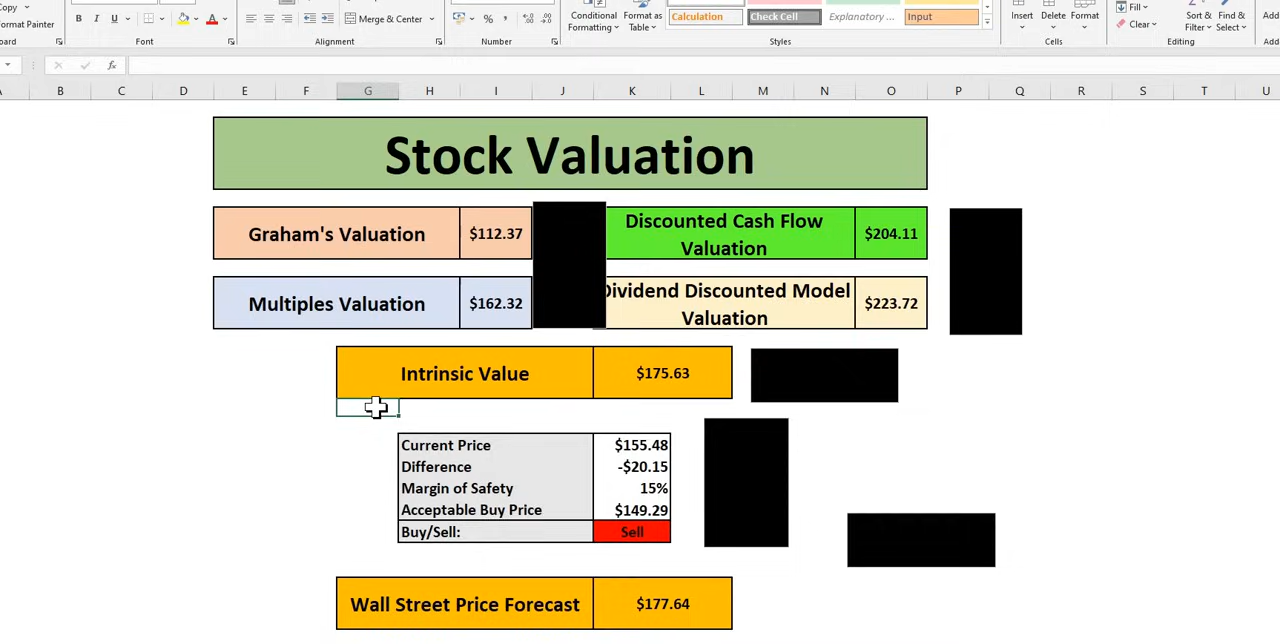 Copy
Format Painter
B I U
A
Merge & Center
$ % ,
Conditional
Formatting
Format as
Table
Calculation
Check Cell
Explanatory ...
Input
Insert
Delete
Format
Fill
Clear
Sort &
Filter
Find &
Select
Font
Alignment
Number
Styles
Cells
Editing
fx
B C D E F G H I J K L M N O P Q R S T U
Stock Valuation
Graham's Valuation $112.37
Discounted Cash Flow
Valuation
$204.11
Multiples Valuation $162.32
Dividend Discounted Model
Valuation
$223.72
Intrinsic Value $175.63
Current Price $155.48
Difference -$20.15
Margin of Safety 15%
Acceptable Buy Price $149.29
Buy/Sell: Sell
Wall Street Price Forecast $177.64